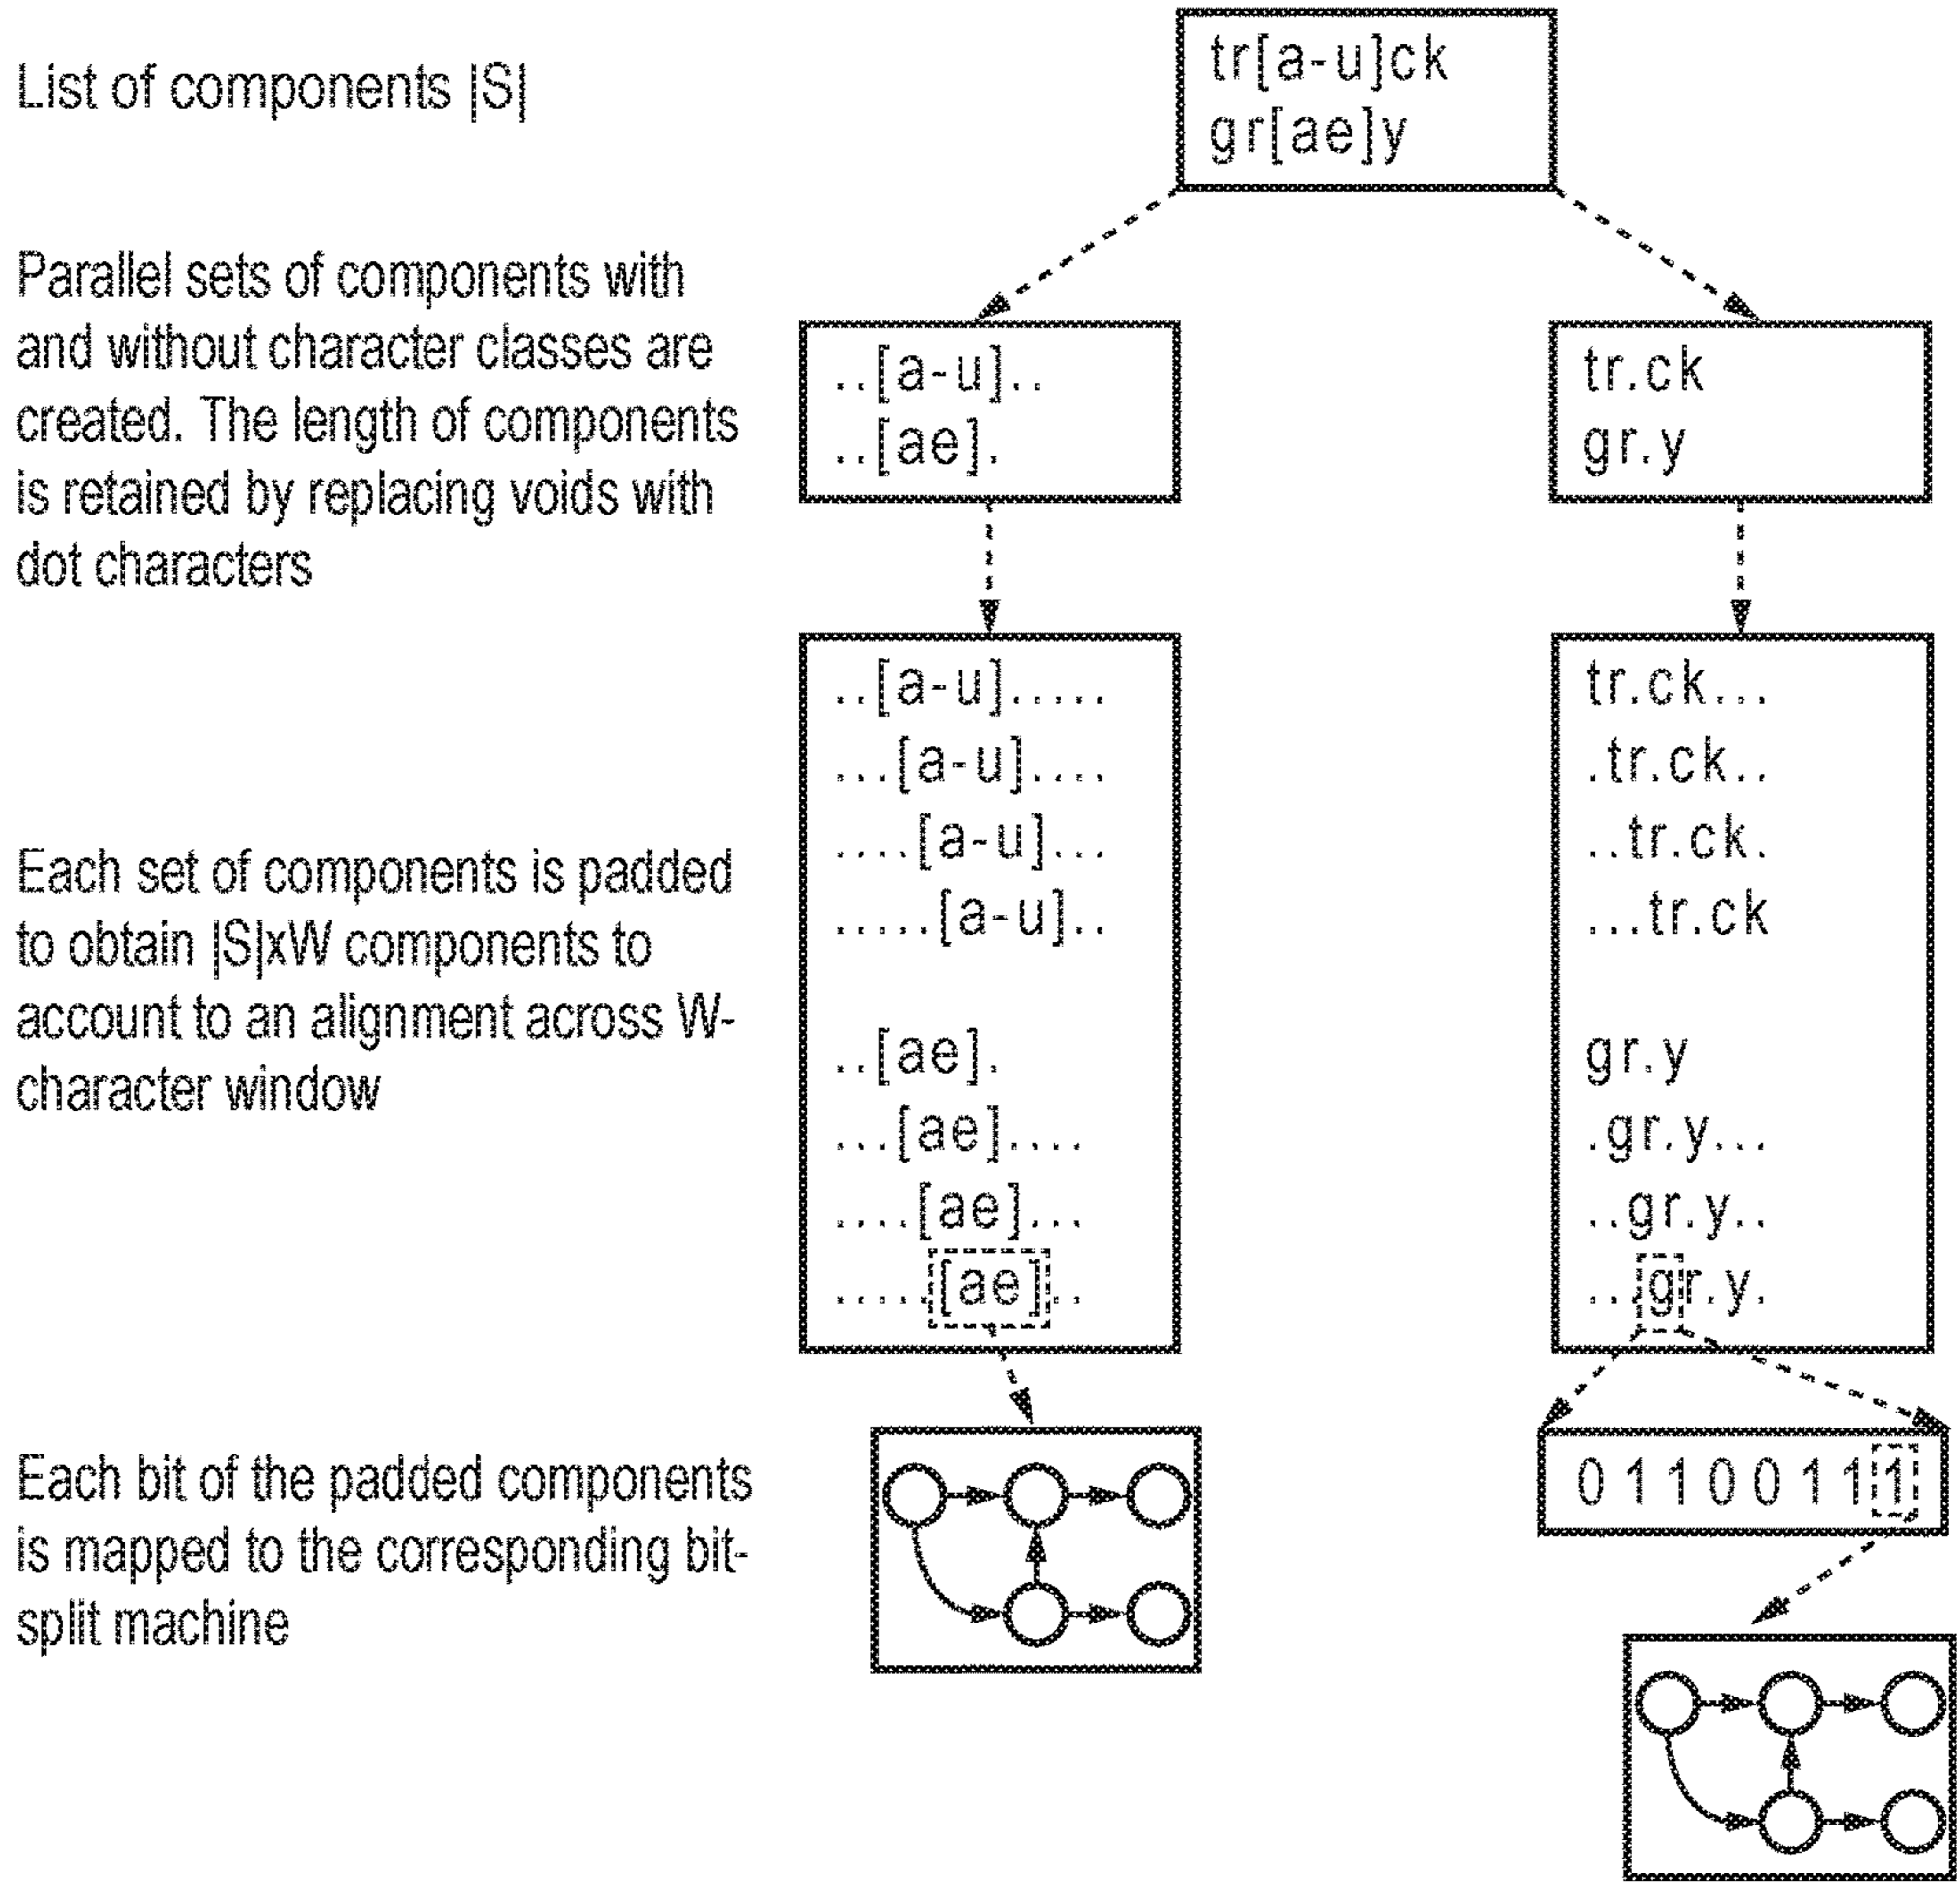 List of components |S|
tr[a-u]ck
gr[ae]y
Parallel sets of components with
and without character classes are
created. The length of components
is retained by replacing voids with
dot characters
..[a-u]..
..[ae].
tr.ck
gr.y
Each set of components is padded
to obtain |S|xW components to
account to an alignment across W-
character window
..[a-u].....
...[a-u]....
....[a-u]...
.....[a-u]..
..[ae].
...[ae]....
....[ae]...
.....[ae]..
tr.ck...
.tr.ck..
..tr.ck.
...tr.ck
gr.y
.gr.y...
..gr.y..
...gr.y.
Each bit of the padded components
is mapped to the corresponding bit-
split machine
0 1 1 0 0 1 1 1